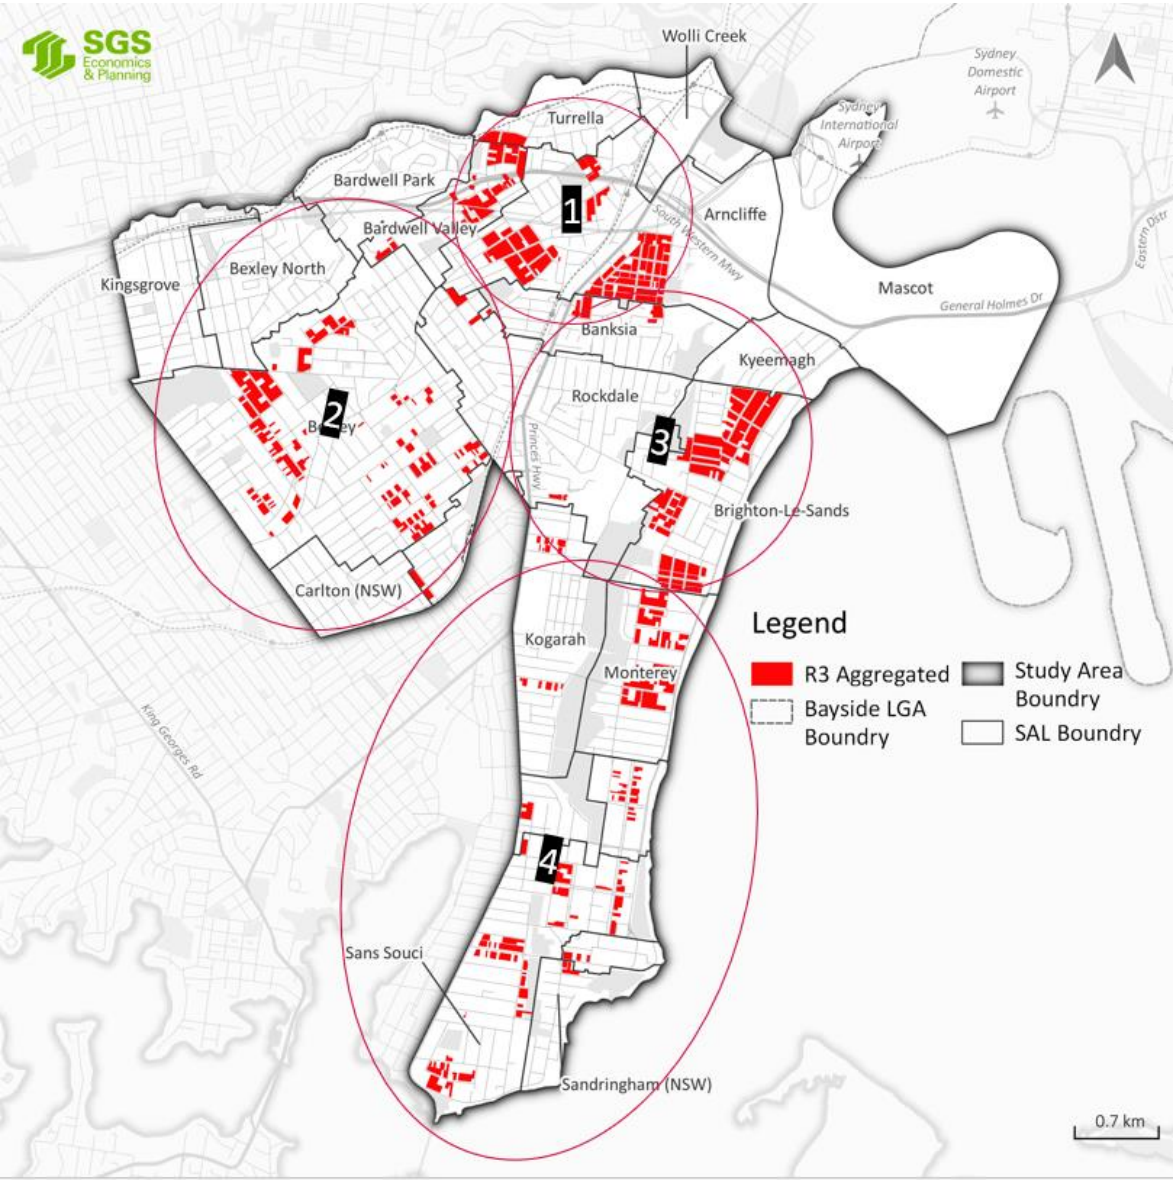 SGS
Economics
& Planning
Wolli Creek
Sydney
Domestic
Airport
Turrella
Sydney
International
Airport
Bardwell Park
1
Arncliffe
South Western Mwy
Eastern Dstr
Bardwell Valley
Bexley North
Kingsgrove
Mascot
General Holmes Dr
Banksia
Kyeemagh
Rockdale
2
Bexley
3
Princes Hwy
Brighton-Le-Sands
Carlton (NSW)
Kogarah
Monterey
King Georges Rd
Legend
R3 Aggregated
Study Area
Boundry
Bayside LGA
Boundry
SAL Boundry
4
Sans Souci
Sandringham (NSW)
0.7 km